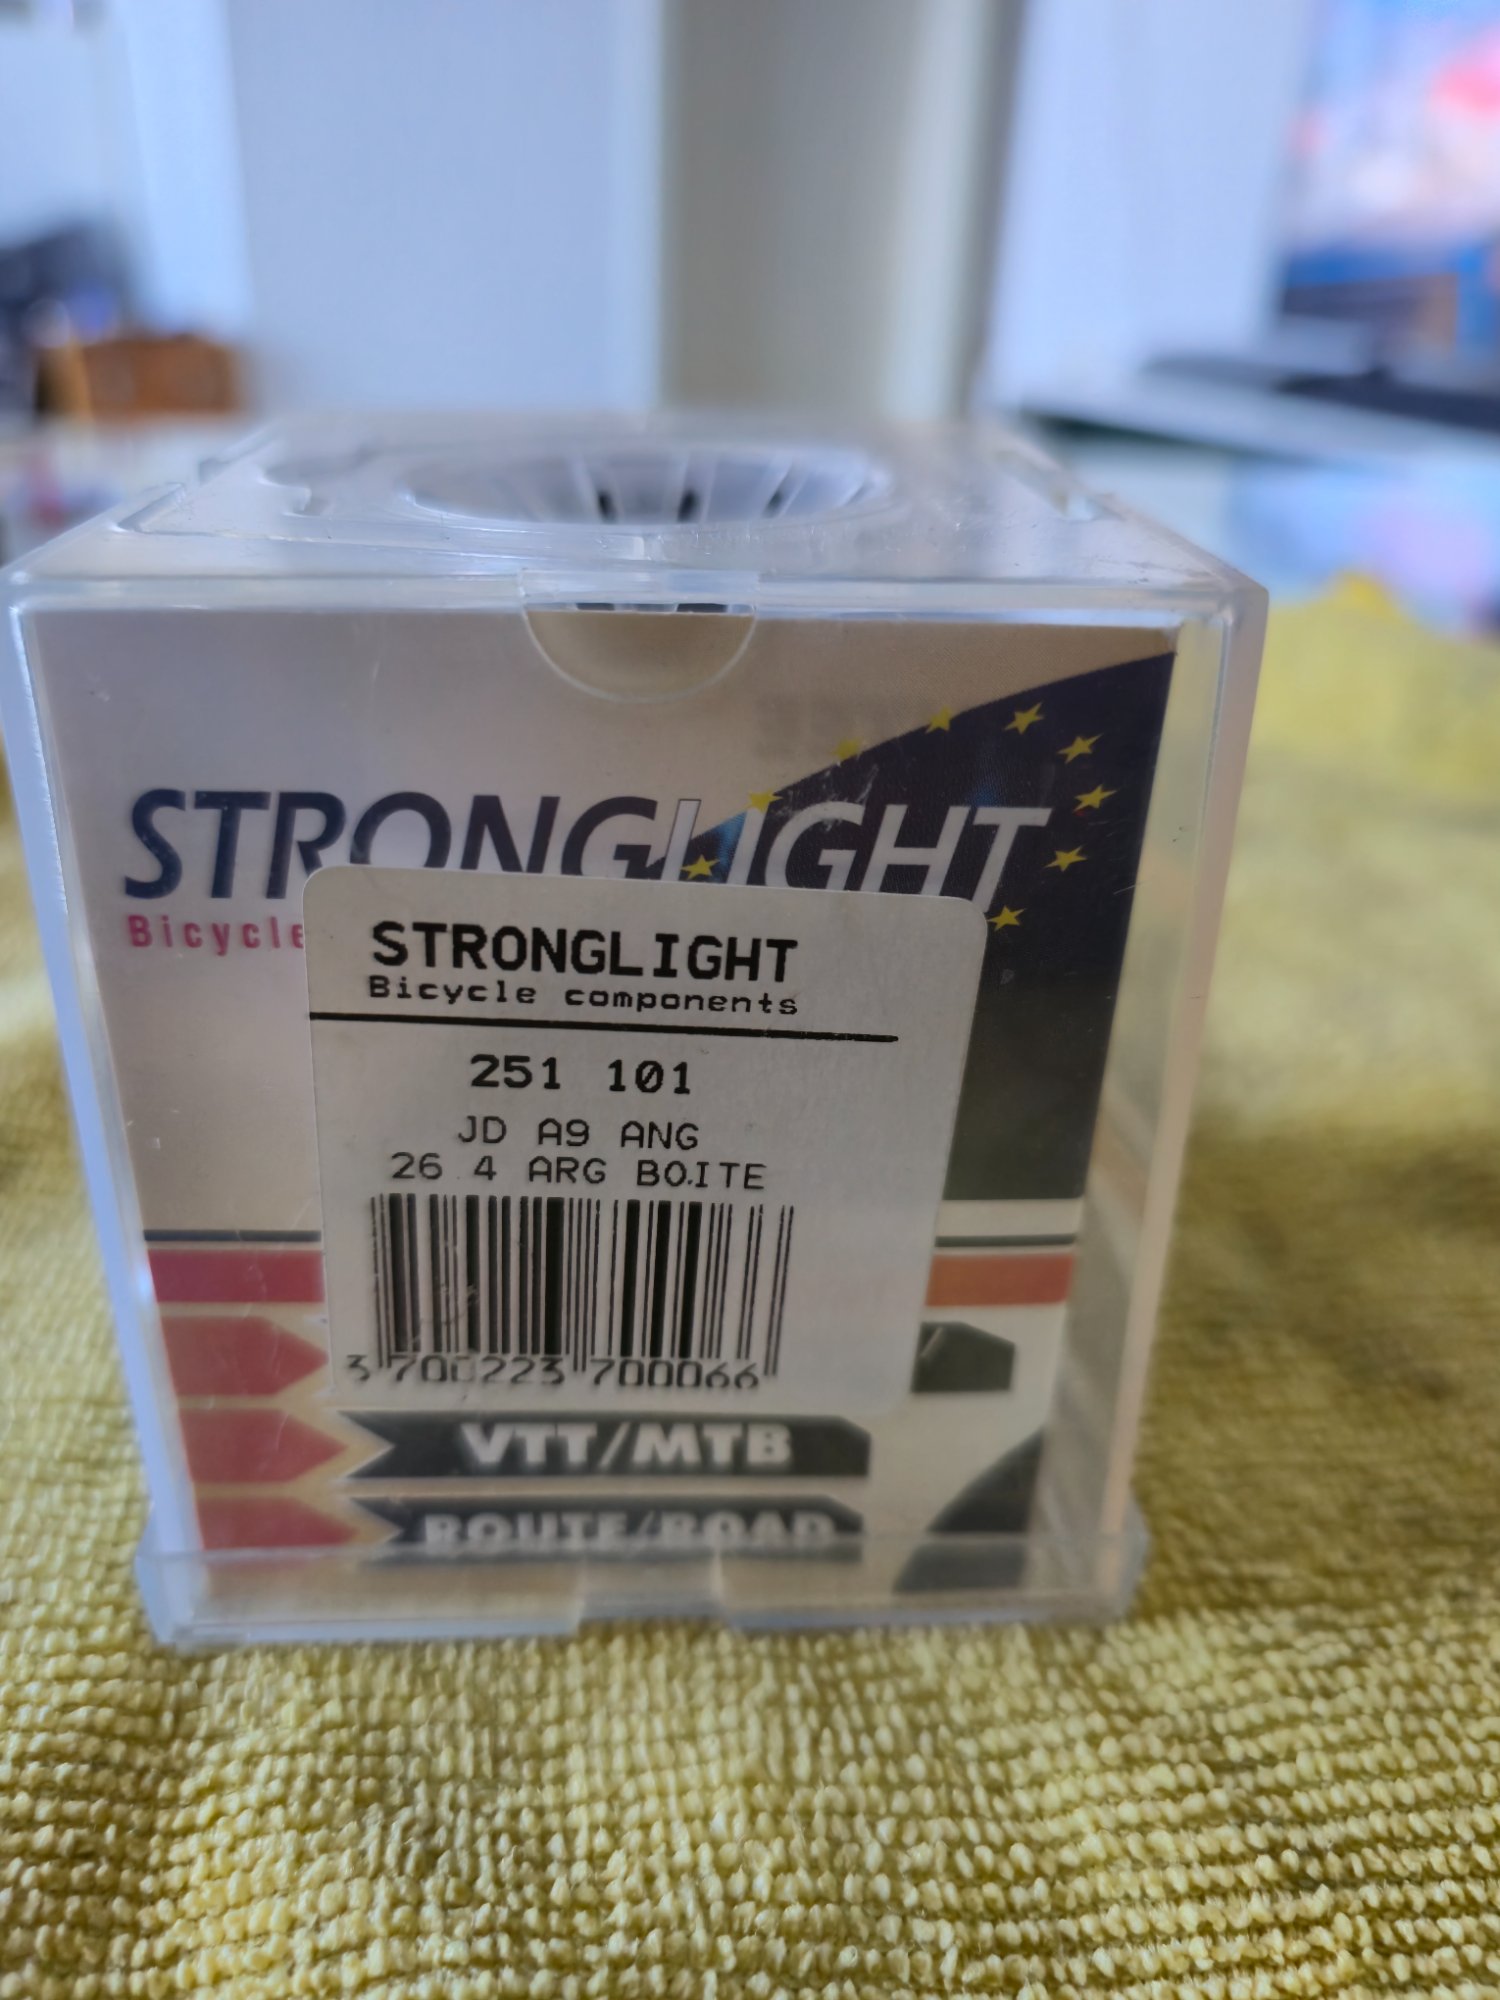 STRONGLIGHT
Bicycle
STRONGLIGHT
Bicycle components
251 101
JD A9 ANG
26.4 ARG BOITE
3 700223 700066
VTT/MTB
ROUTE/ROAD